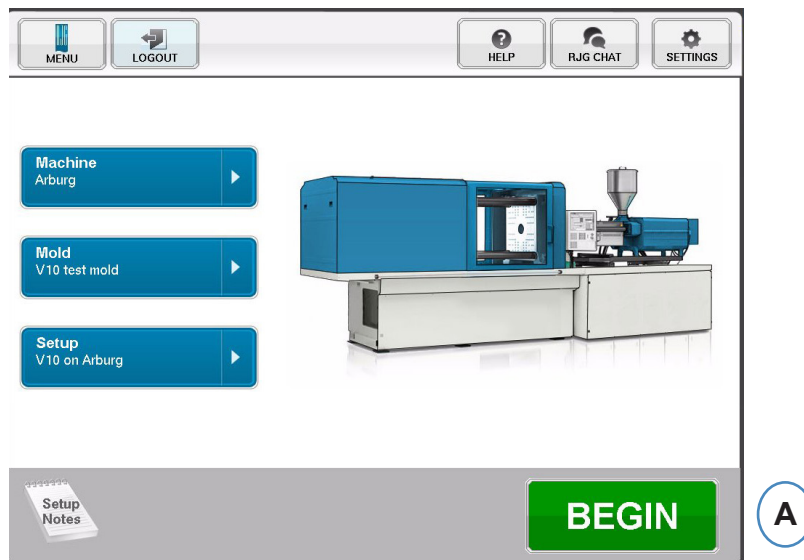 MENU
LOGOUT
HELP
RJG CHAT
SETTINGS
Machine
Arburg
Mold
V10 test mold
Setup
V10 on Arburg
Setup
Notes
BEGIN
A